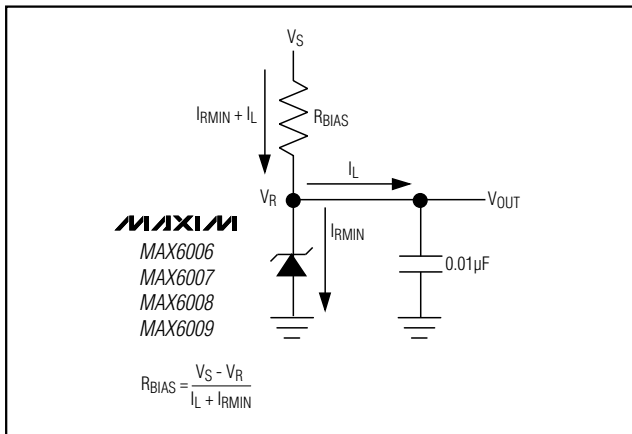 VS
IRMIN + IL
RBIAS
IL
VR
VOUT
IRMIN
MAXIM
MAX6006
MAX6007
MAX6008
MAX6009
0.01µF
RBIAS = VS - VR
IL + IRMIN